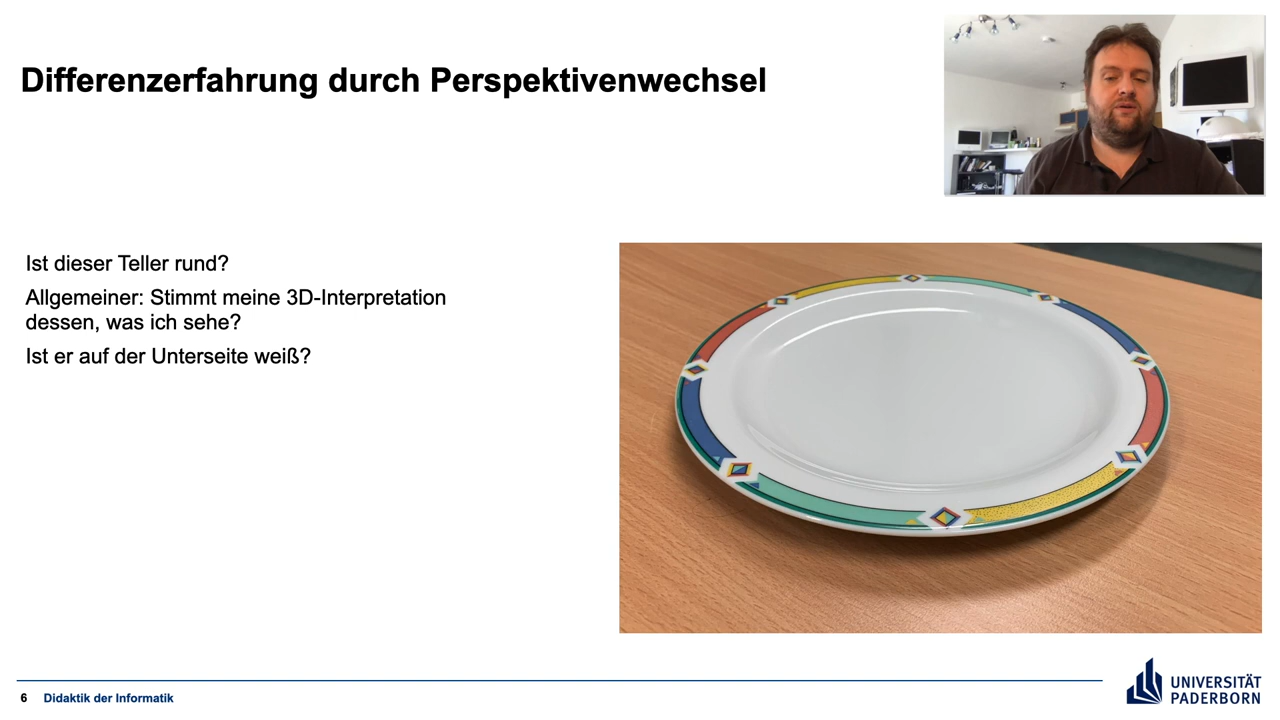 Differenzerfahrung durch Perspektivenwechsel
Ist dieser Teller rund?
Allgemeiner: Stimmt meine 3D-Interpretation
dessen, was ich sehe?
Ist er auf der Unterseite weiß?
6 Didaktik der Informatik
UNIVERSITÄT
PADERBORN